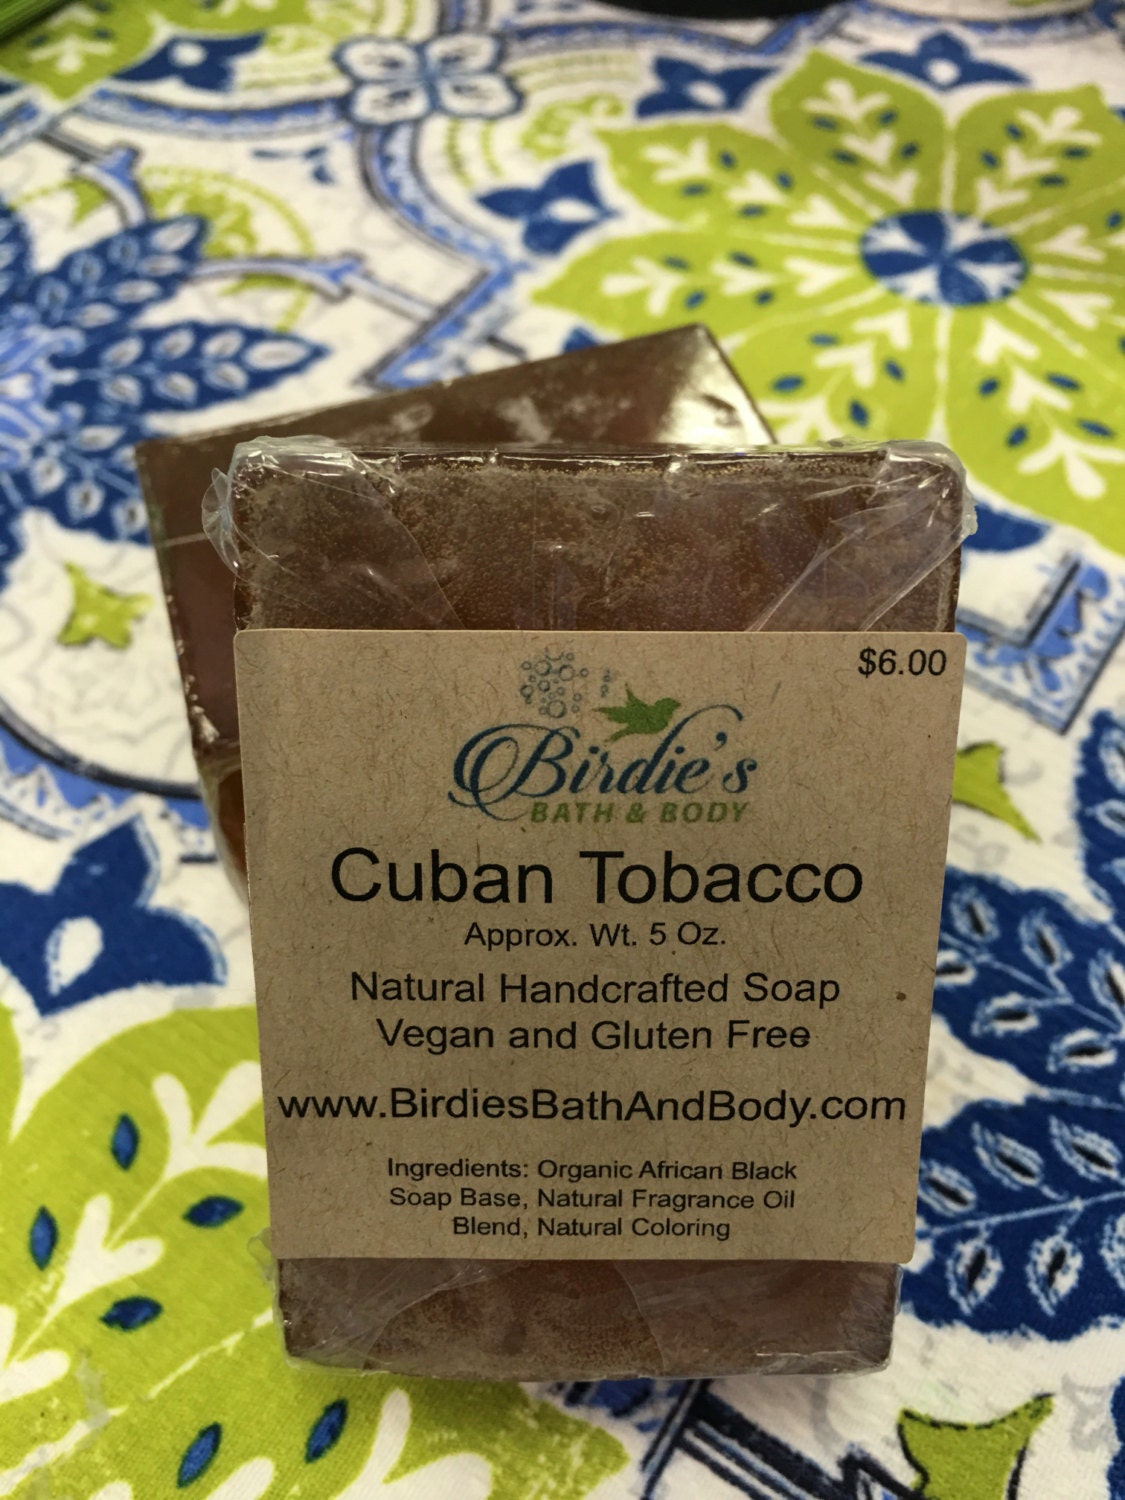 $6.00
Birdie's
BATH & BODY
Cuban Tobacco
Approx. Wt. 5 Oz.
Natural Handcrafted Soap
Vegan and Gluten Free
www.BirdiesBathAndBody.com
Ingredients: Organic African Black
Soap Base, Natural Fragrance Oil
Blend, Natural Coloring